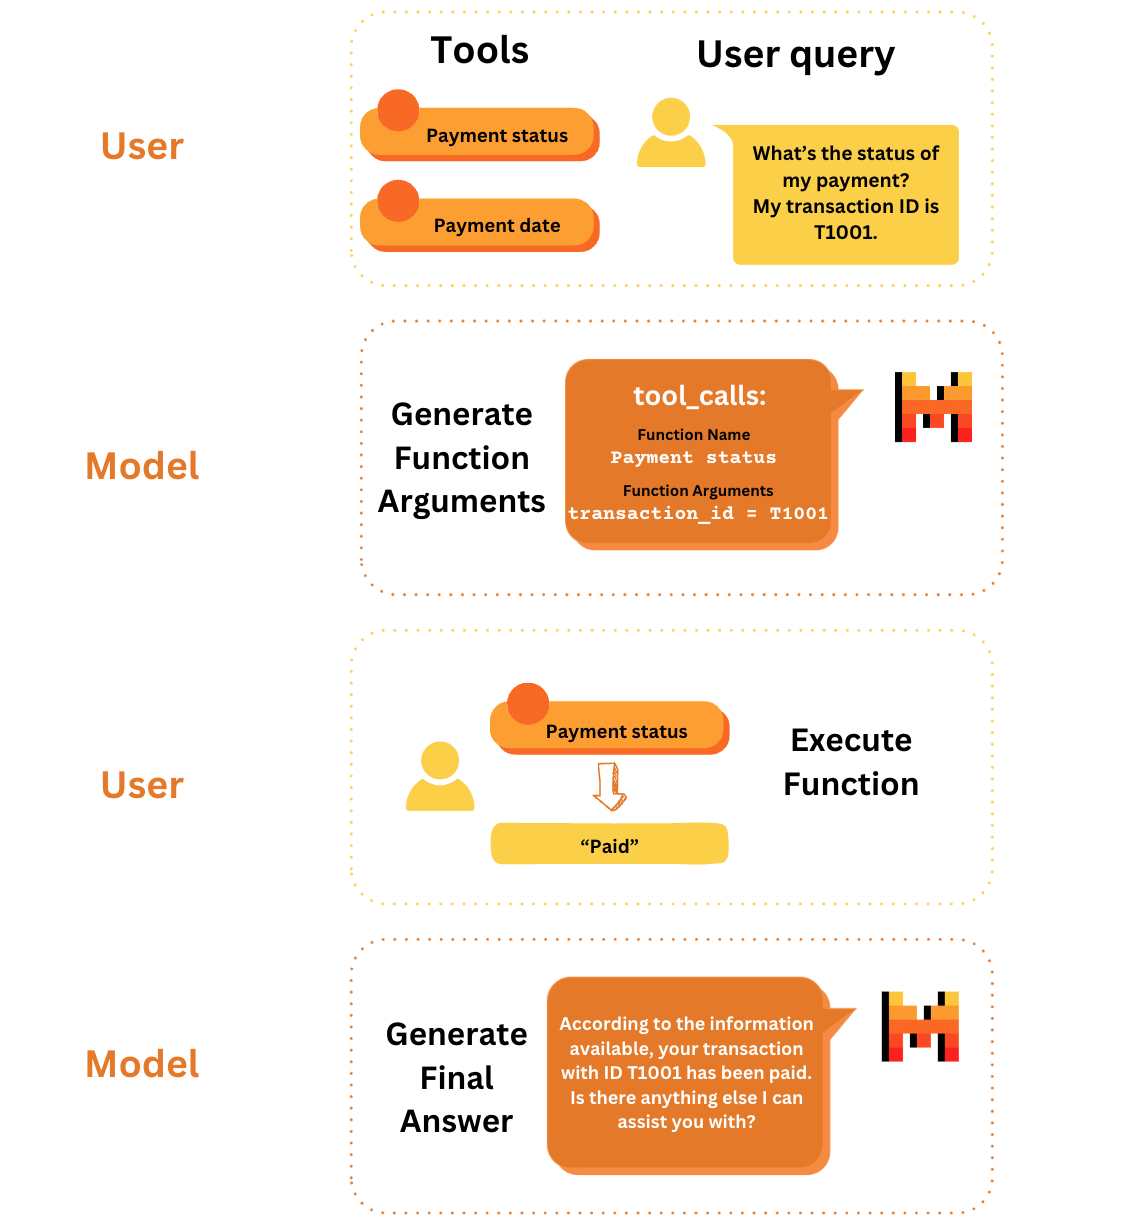 Tools
User query
User
Payment status
Payment date
What’s the status of
my payment?
My transaction ID is
T1001.
Model
Generate
Function
Arguments
tool_calls:
Function Name
Payment status
Function Arguments
transaction_id = T1001
User
Payment status
“Paid”
Execute
Function
Model
Generate
Final
Answer
According to the information
available, your transaction
with ID T1001 has been paid.
Is there anything else I can
assist you with?